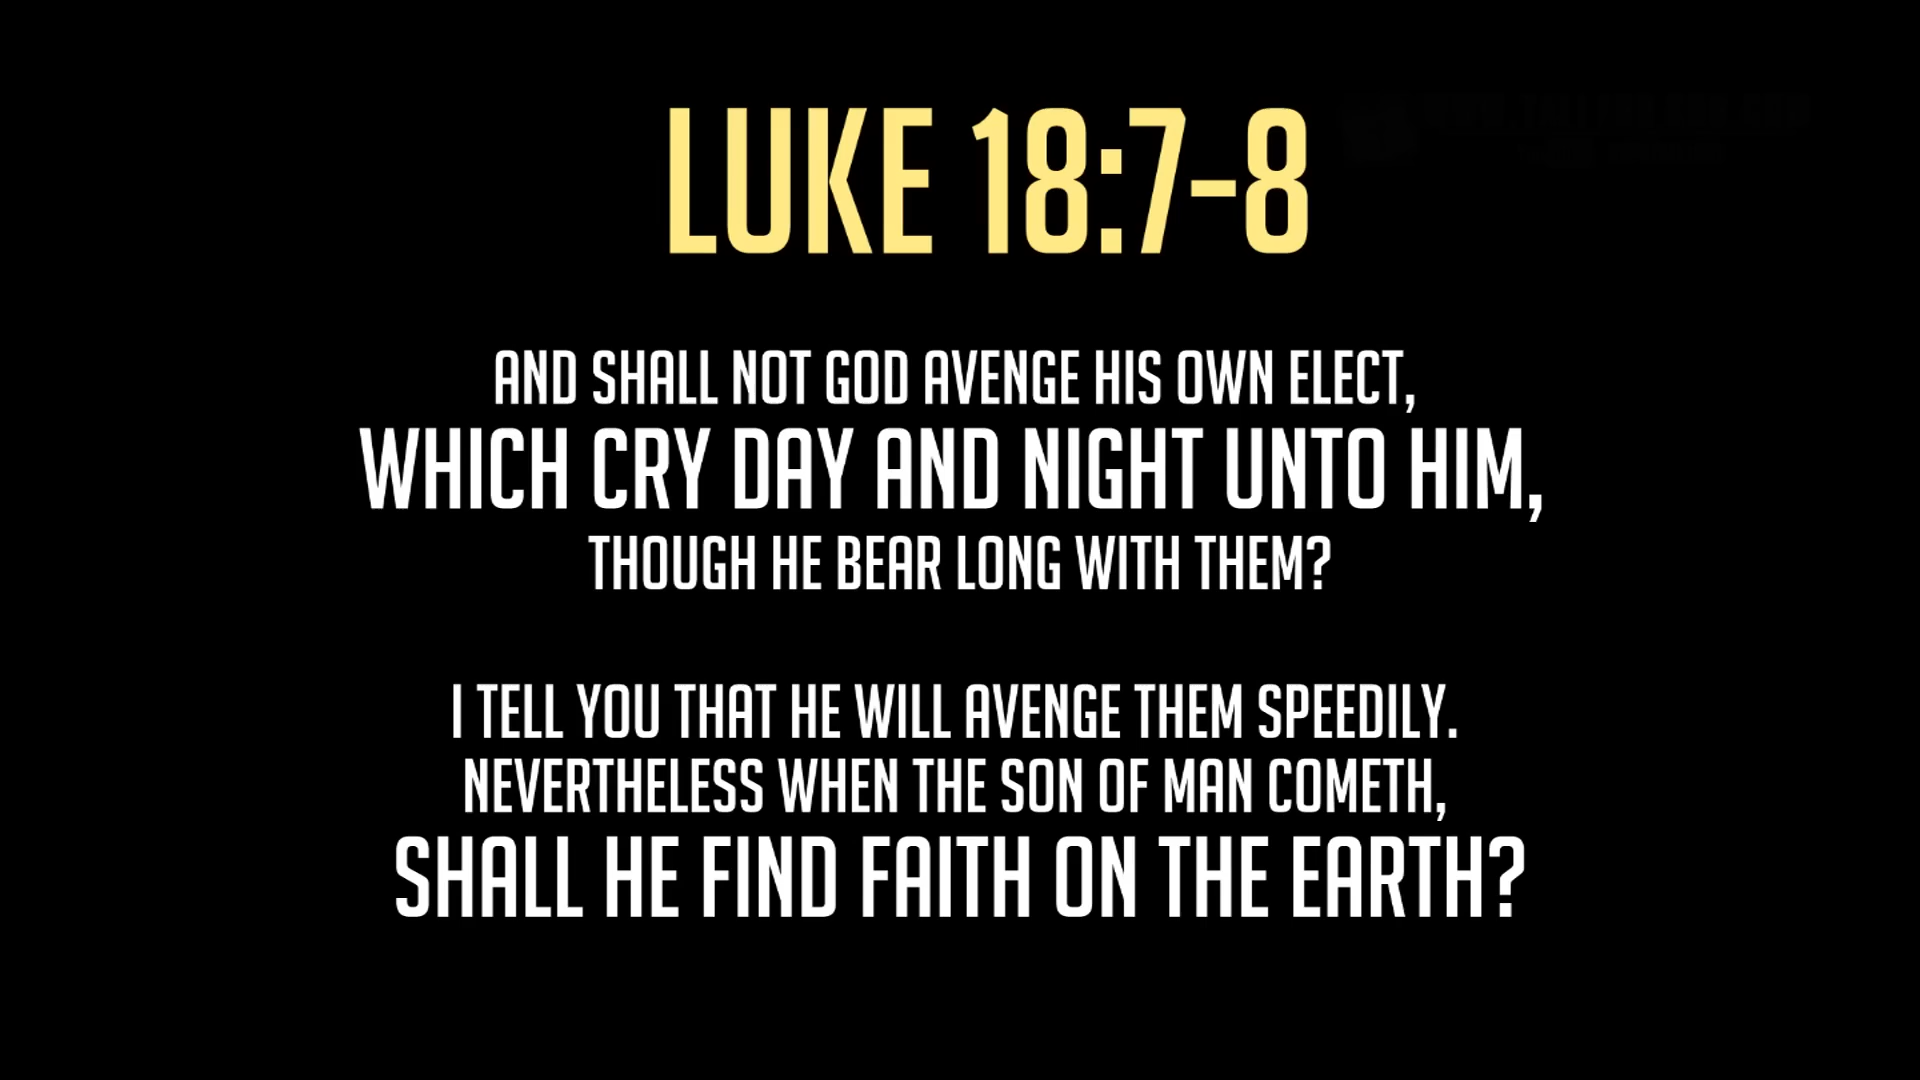 LUKE 18:7-8
AND SHALL NOT GOD AVENGE HIS OWN ELECT,
WHICH CRY DAY AND NIGHT UNTO HIM,
THOUGH HE BEAR LONG WITH THEM?
I TELL YOU THAT HE WILL AVENGE THEM SPEEDILY.
NEVERTHELESS WHEN THE SON OF MAN COMETH,
SHALL HE FIND FAITH ON THE EARTH?